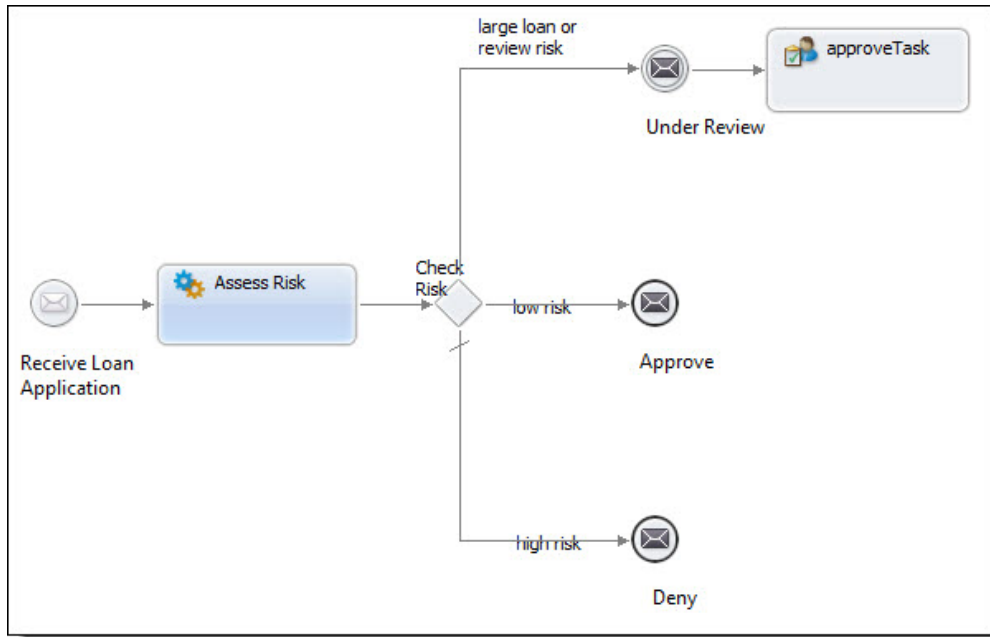 large loan or
review risk
approveTask
Under Review
Check
Risk
Assess Risk
low risk
Receive Loan
Application
Approve
high risk
Deny